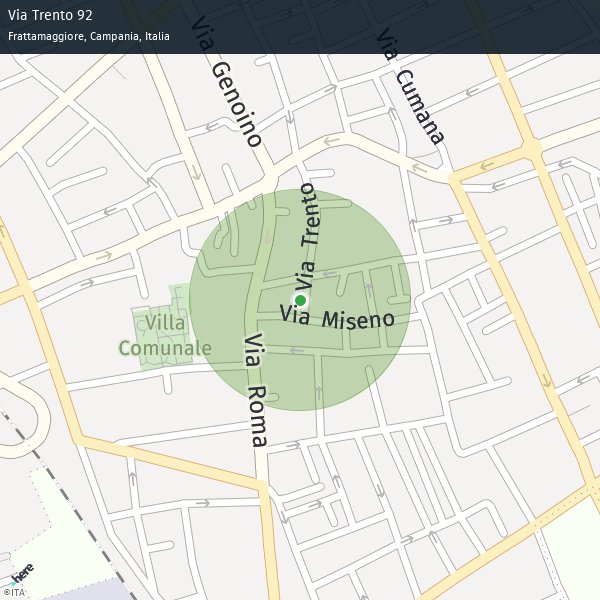 Via Trento 92
Frattamaggiore, Campania, Italia
Via Genoino
Via Cumana
Via Trento
Via Miseno
Villa
Comunale
Via Roma
here
©ITA